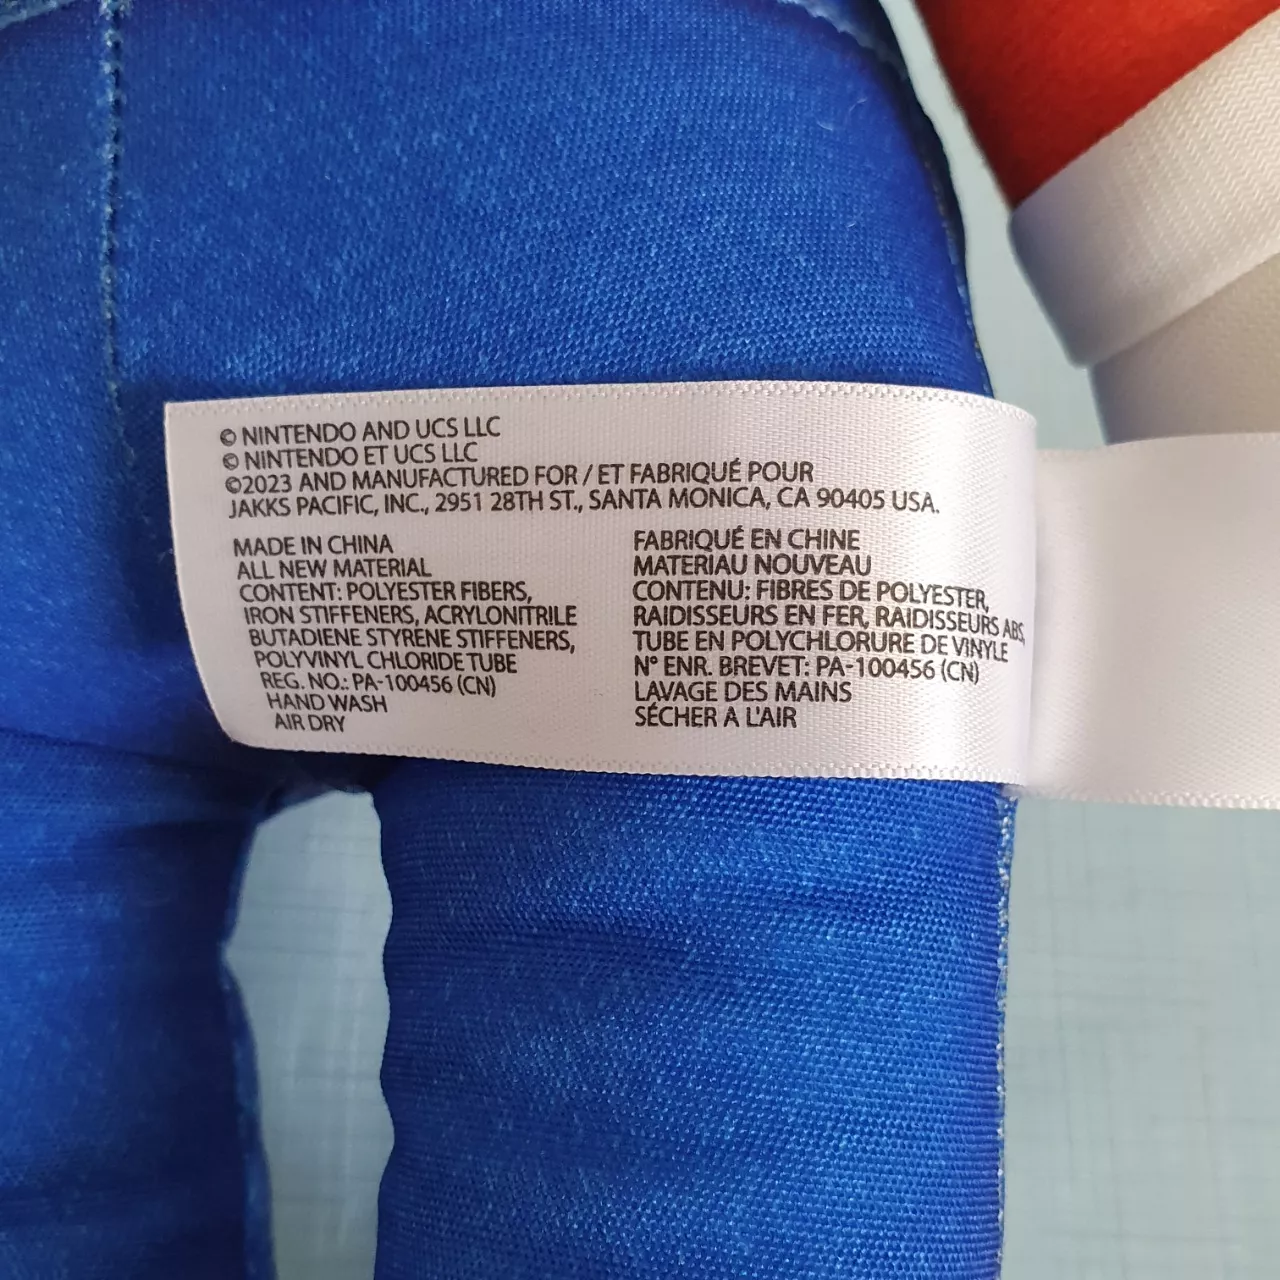 © NINTENDO AND UCS LLC
© NINTENDO ET UCS LLC
©2023 AND MANUFACTURED FOR / ET FABRIQUÉ POUR
JAKKS PACIFIC, INC., 2951 28TH ST., SANTA MONICA, CA 90405 USA.
MADE IN CHINA
ALL NEW MATERIAL
CONTENT: POLYESTER FIBERS,
IRON STIFFENERS, ACRYLONITRILE
BUTADIENE STYRENE STIFFENERS,
POLYVINYL CHLORIDE TUBE
REG. NO.: PA-100456 (CN)
HAND WASH
AIR DRY
FABRIQUÉ EN CHINE
MATERIAU NOUVEAU
CONTENU: FIBRES DE POLYESTER,
RAIDISSEURS EN FER, RAIDISSEURS ABS,
TUBE EN POLYCHLORURE DE VINYLE
N° ENR. BREVET: PA-100456 (CN)
LAVAGE DES MAINS
SÉCHER A L'AIR